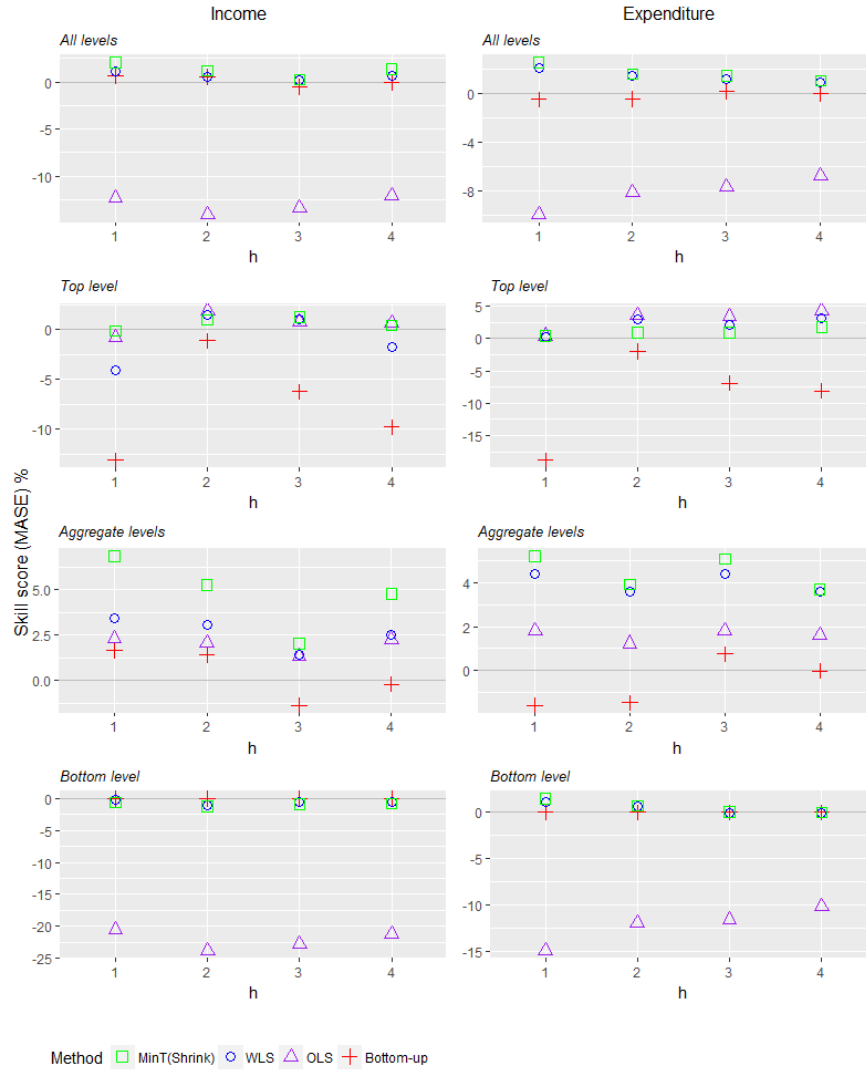 Income
Expenditure
All levels
0
-5
-10
1 2 3 4
h
All levels
0
-4
-8
1 2 3 4
h
Top level
0
-5
-10
1 2 3 4
h
Top level
5
0
-5
-10
-15
1 2 3 4
h
Skill score (MASE) %
Aggregate levels
5.0
2.5
0.0
1 2 3 4
h
Aggregate levels
4
2
0
1 2 3 4
h
Bottom level
0
-5
-10
-15
-20
-25
1 2 3 4
h
Bottom level
0
-5
-10
-15
1 2 3 4
h
Method MinT(Shrink) WLS OLS Bottom-up